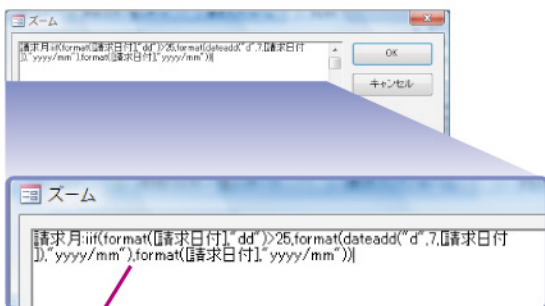 ズーム
請求月:iif(format([請求日付],"dd")>25,format(dateadd("d",7,[請求日付
]),"yyyy/mm"),format([請求日付],"yyyy/mm"))
OK
キャンセル
ズーム
請求月:iif(format([請求日付],"dd")>25,format(dateadd("d",7,[請求日付
]),"yyyy/mm"),format([請求日付],"yyyy/mm"))